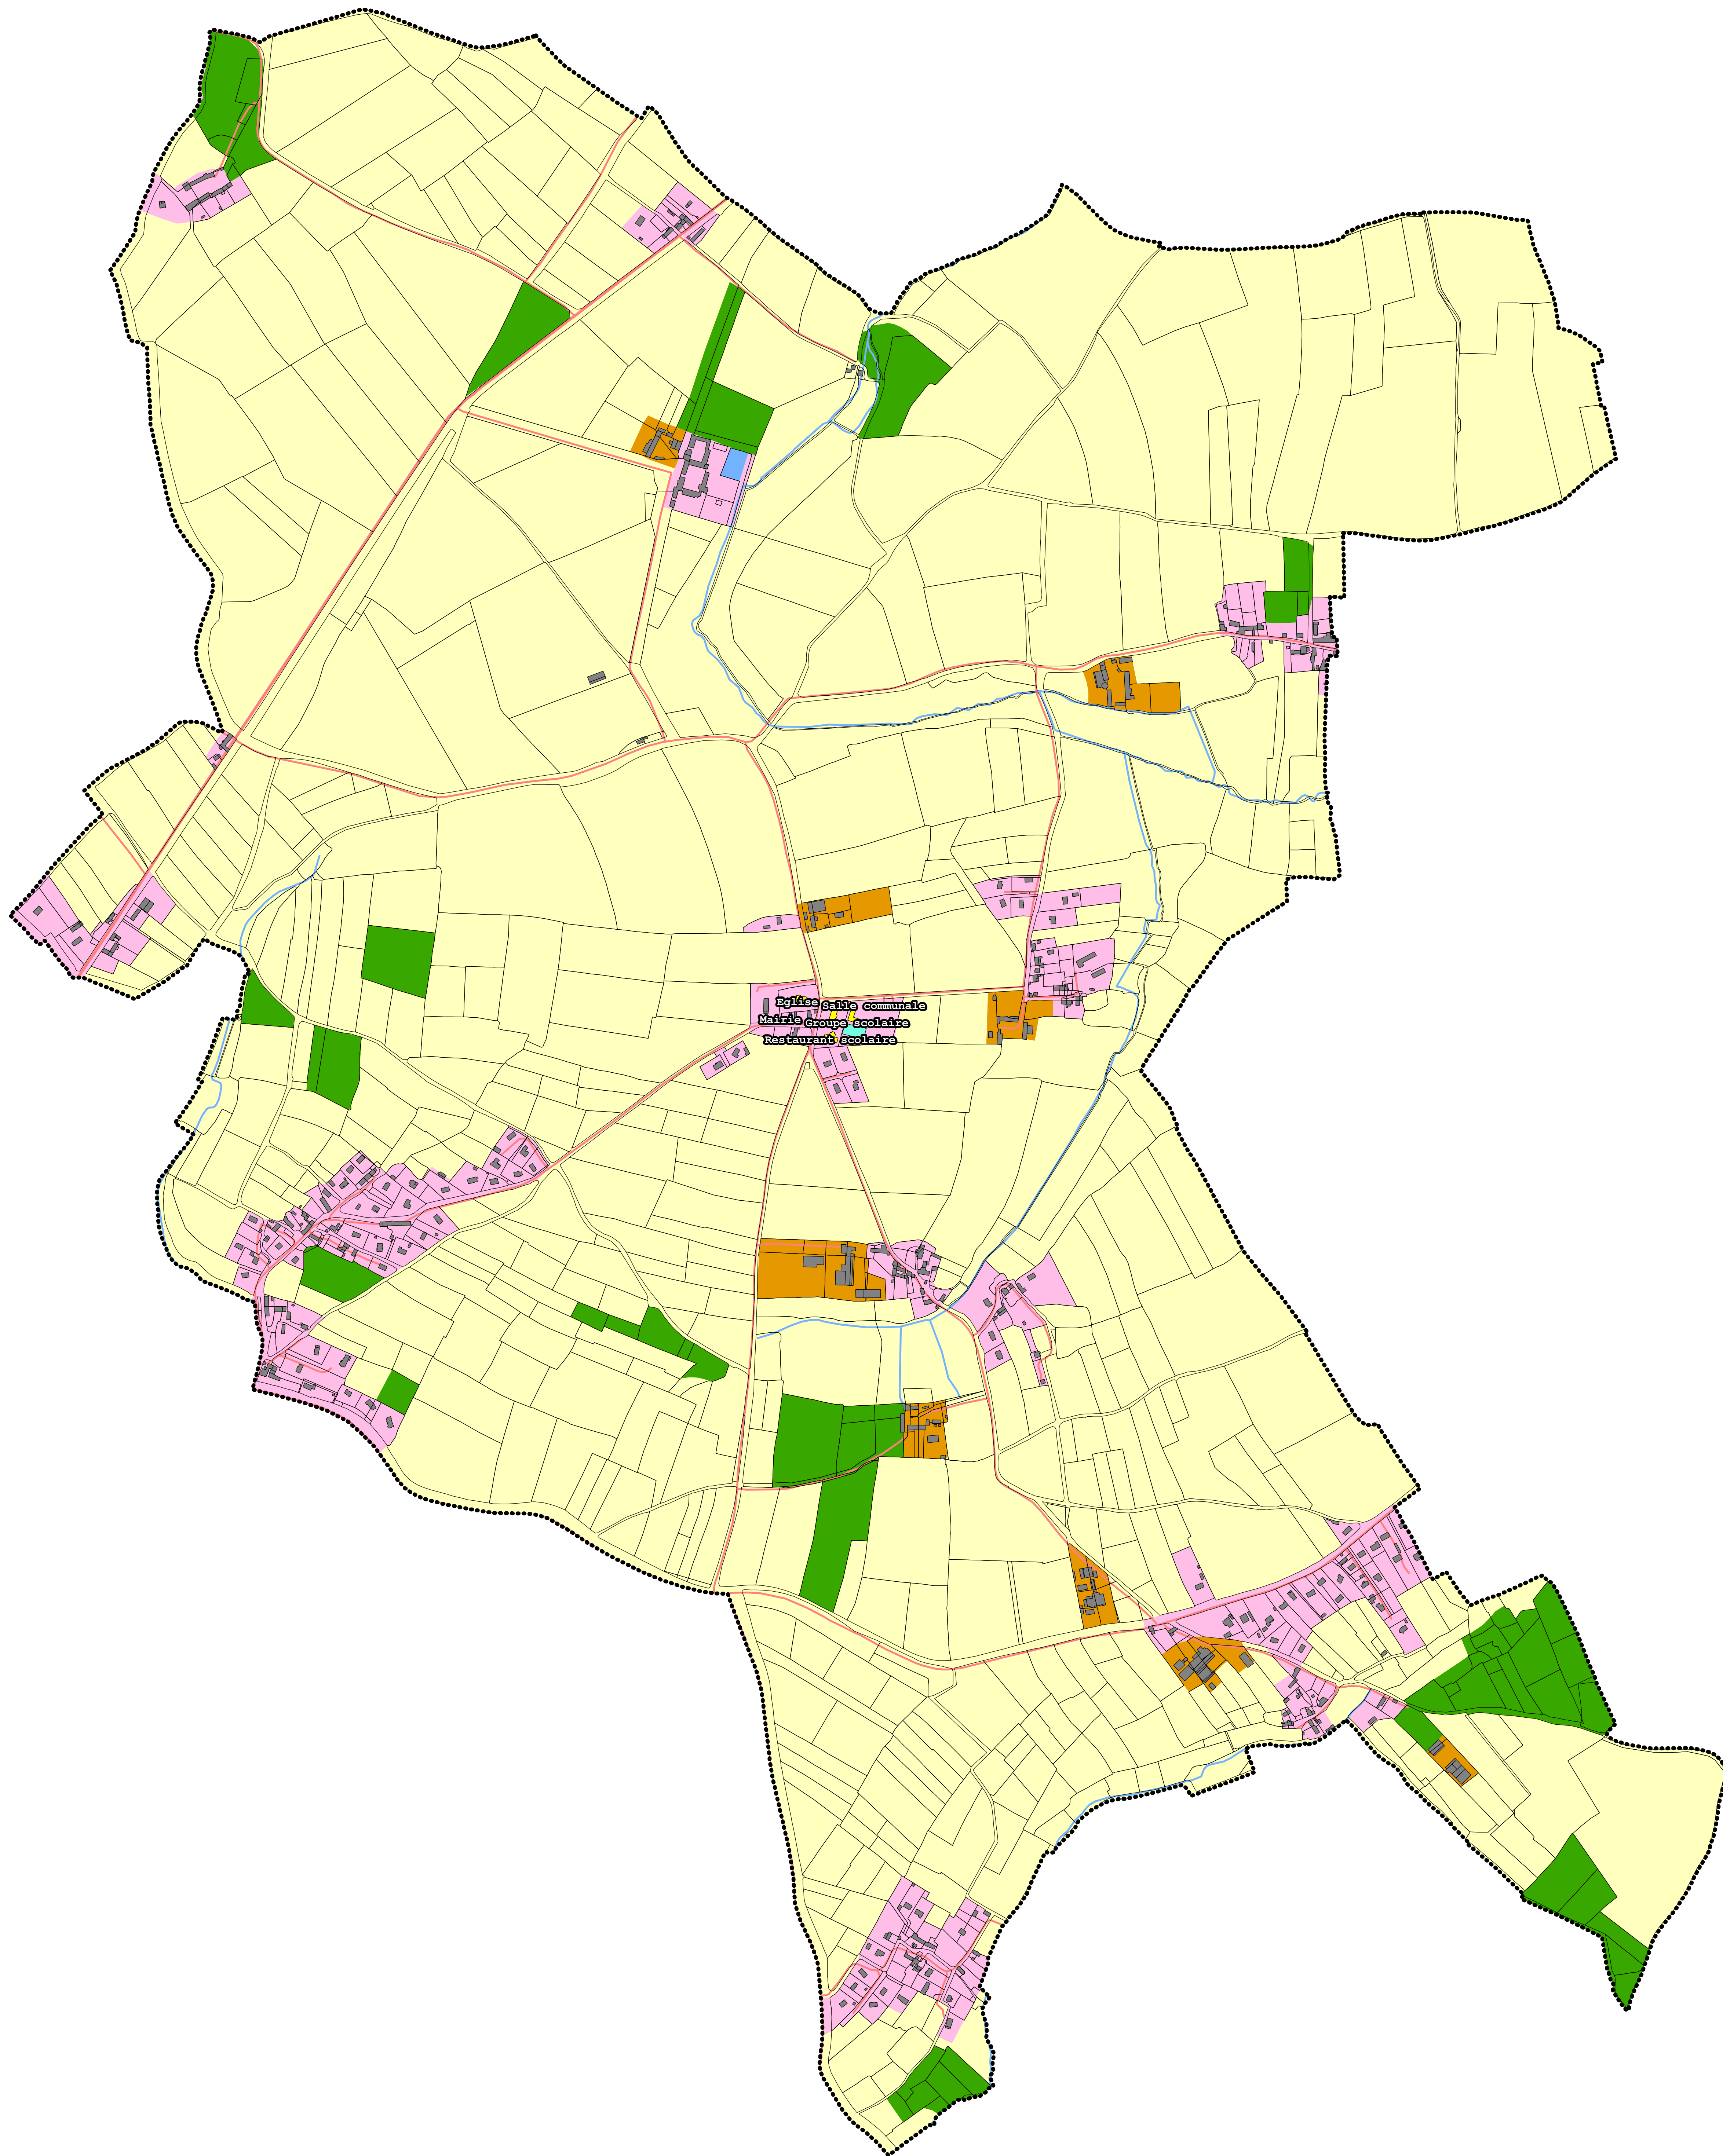 Eglise
Salle communale
Mairie
Groupe scolaire
Restaurant scolaire